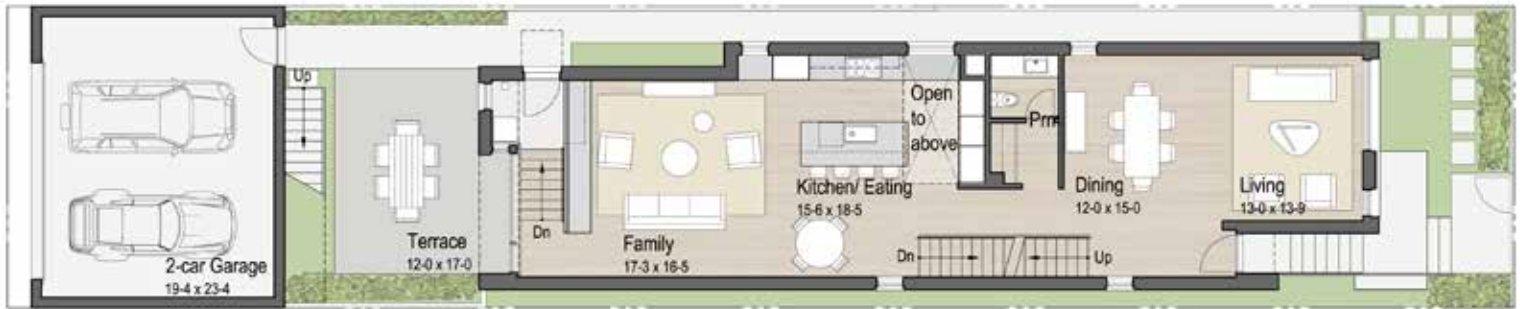 Up
2-car Garage
19-4 x 23-4
Terrace
12-0 x 17-0
Dn
Family
17-3 x 16-5
Kitchen/ Eating
15-6 x 18-5
Open
to
above
Prm
Dn
Up
Dining
12-0 x 15-0
Living
13-0 x 13-9